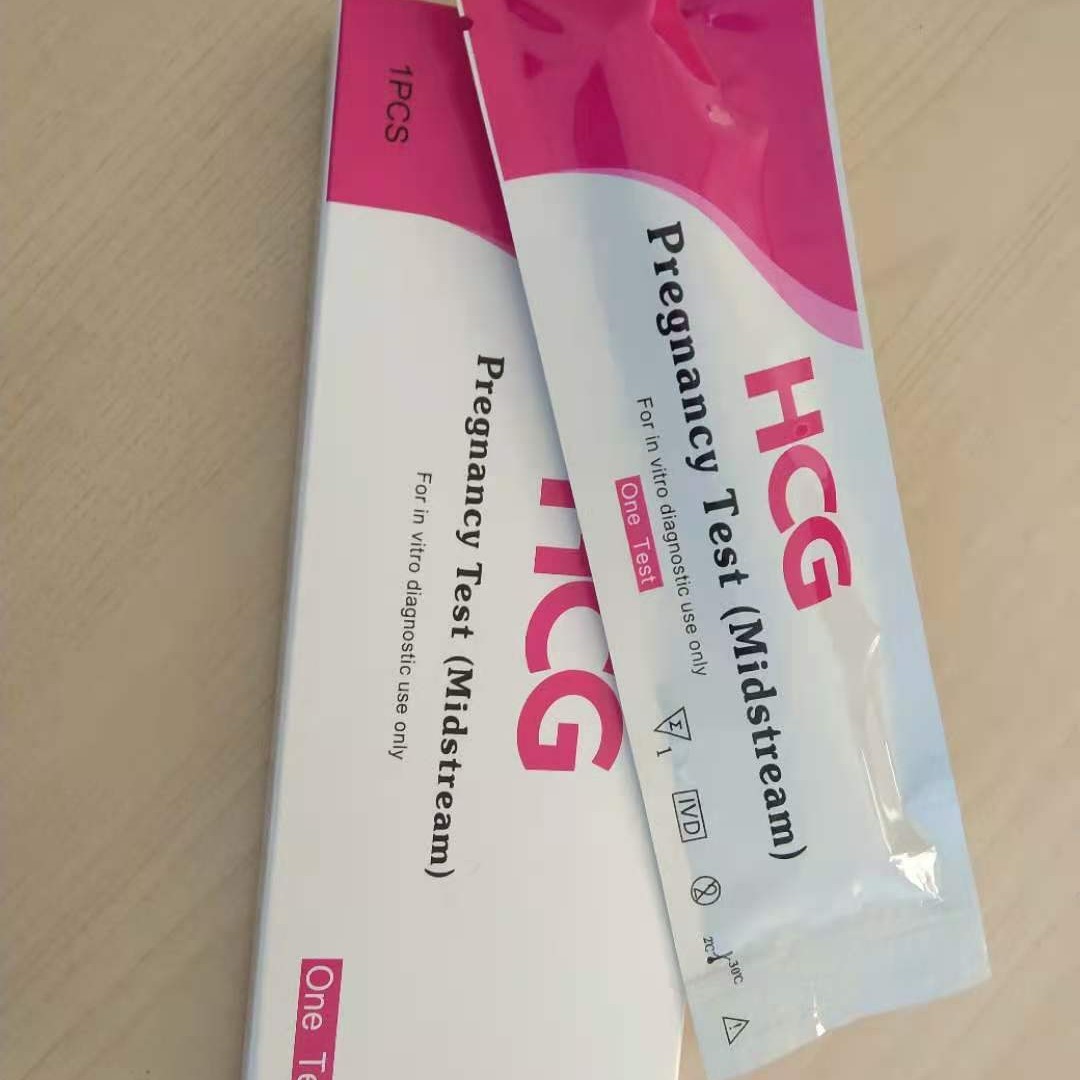 1PCS
HCG
Pregnancy Test (Midstream)
For in vitro diagnostic use only
One Te
HCG
Pregnancy Test (Midstream)
For in vitro diagnostic use only
One Test
Σ 1
IVD
2
2℃ 30℃